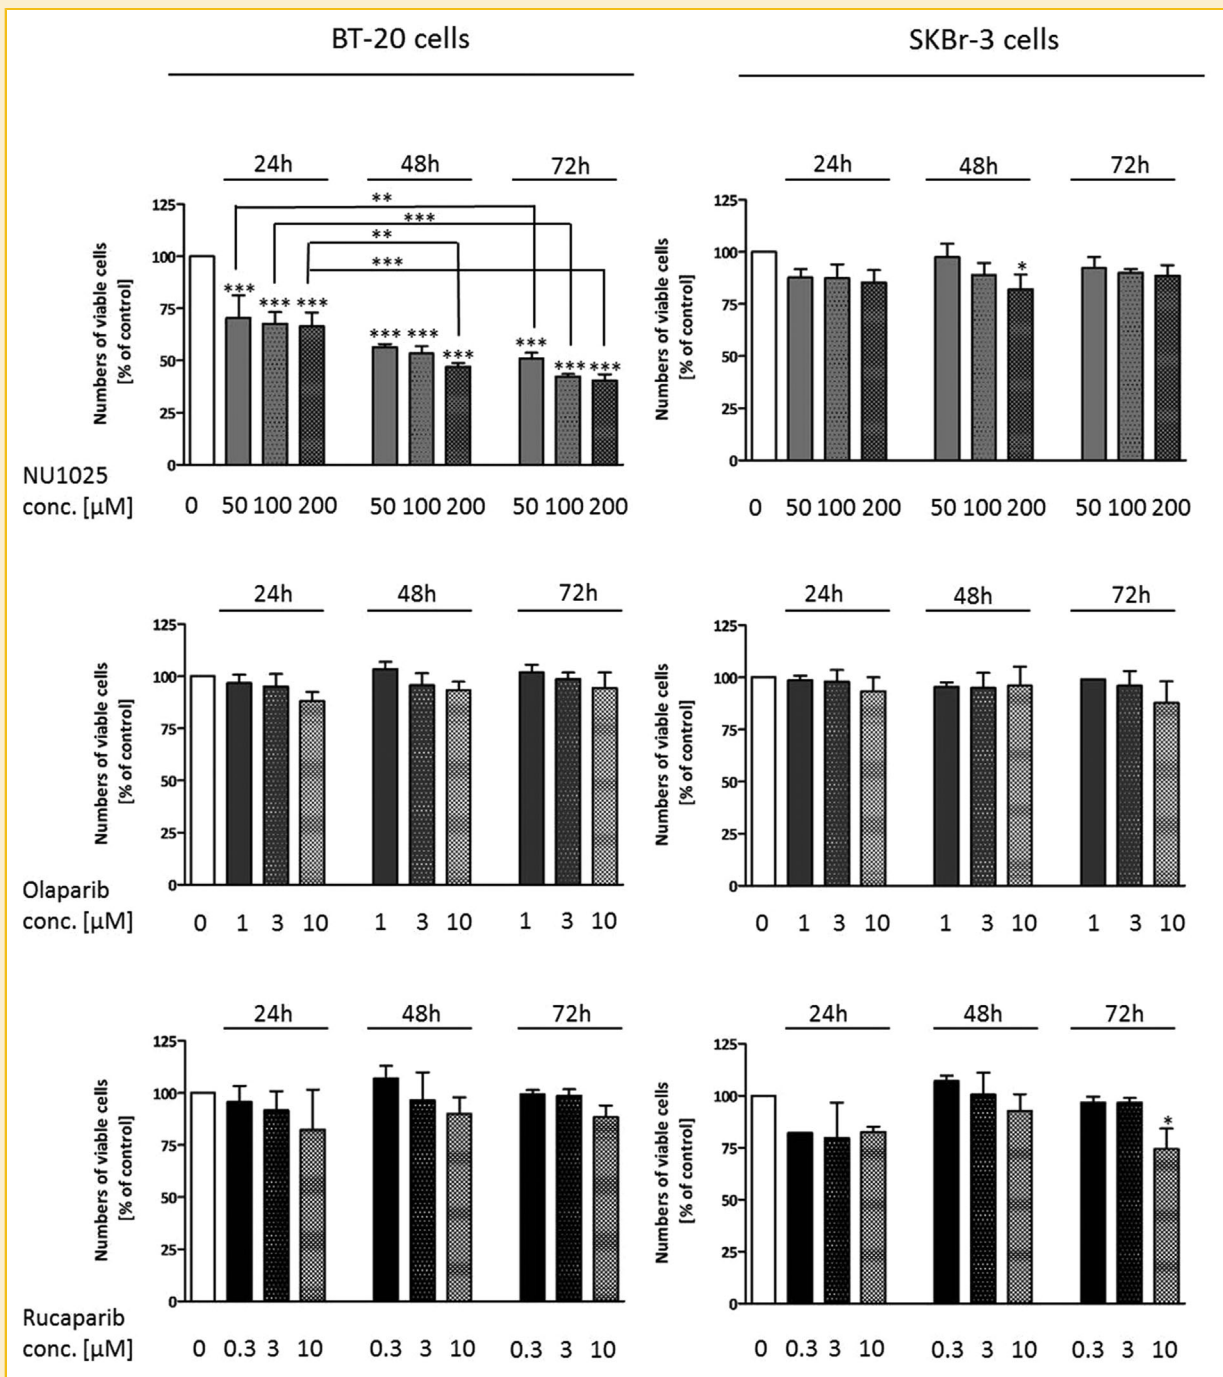 BT-20 cells SKBr-3 cells
24h 48h 72h 24h 48h 72h
Numbers of viable cells
[% of control]
125
100
75
50
25
0
**
***
**
***
*** *** *** *** *** *** *** *** ***
Numbers of viable cells
[% of control]
125
100
75
50
25
0
*
NU1025
conc. [µM] 0 50 100 200 50 100 200 50 100 200 0 50 100 200 50 100 200 50 100 200
24h 48h 72h 24h 48h 72h
Numbers of viable cells
[% of control]
125
100
75
50
25
0
Numbers of viable cells
[% of control]
125
100
75
50
25
0
Olaparib
conc. [µM] 0 1 3 10 1 3 10 1 3 10 0 1 3 10 1 3 10 1 3 10
24h 48h 72h 24h 48h 72h
Numbers of viable cells
[% of control]
125
100
75
50
25
0
Numbers of viable cells
[% of control]
125
100
75
50
25
0
*
Rucaparib
conc. [µM] 0 0.3 3 10 0.3 3 10 0.3 3 10 0 0.3 3 10 0.3 3 10 0.3 3 10